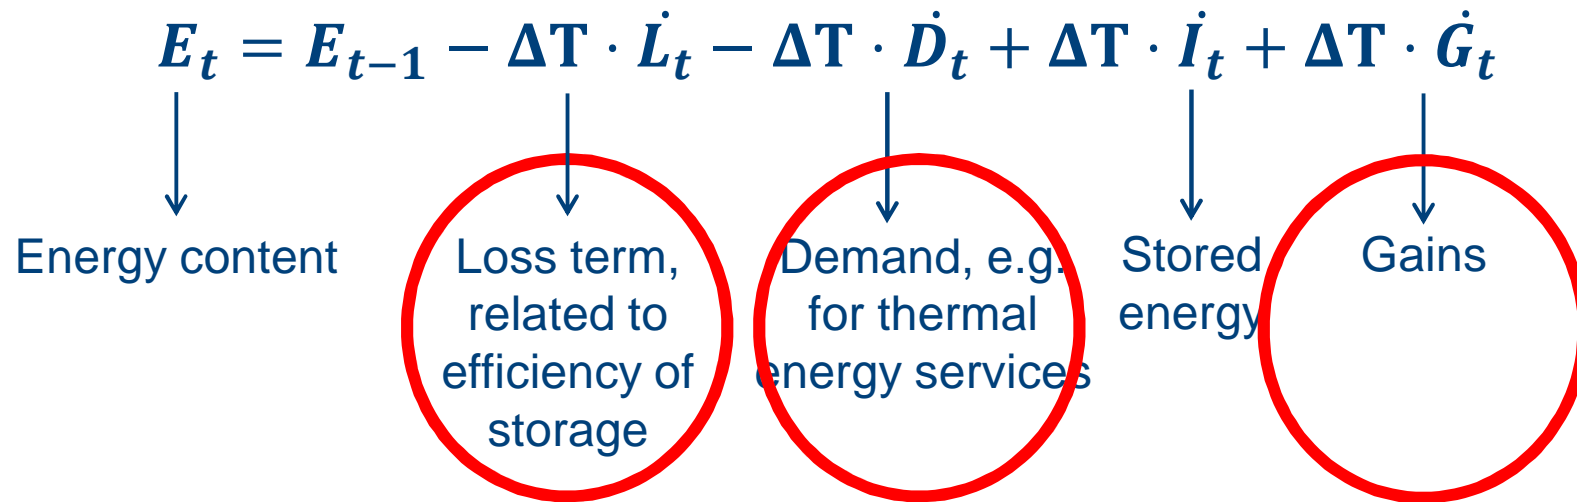 E_t = E_{t−1} − ΔT · L̇_t − ΔT · Ḋ_t + ΔT · İ_t + ΔT · Ġ_t
Energy content
Loss term,
related to
efficiency of
storage
Demand, e.g.
for thermal
energy services
Stored
energy
Gains